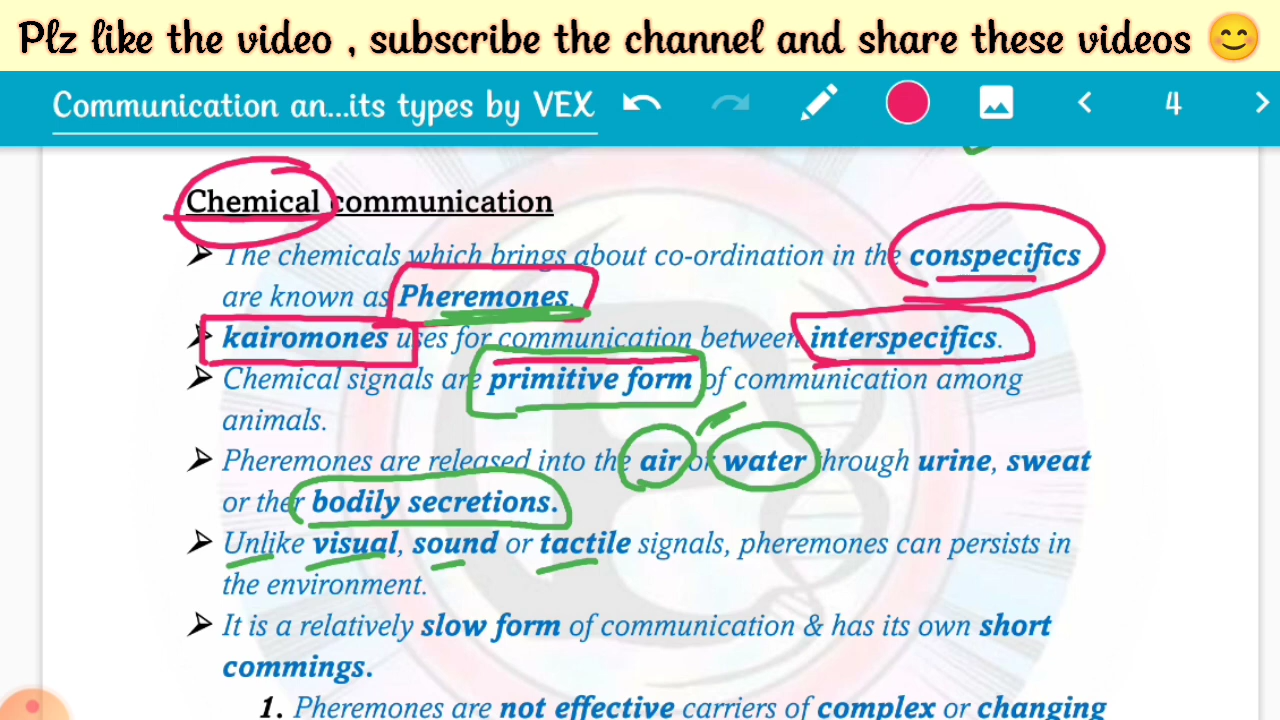 Plz like the video , subscribe the channel and share these videos 😊
Communication an...its types by VEX 4
Chemical communication
➢ The chemicals which brings about co-ordination in the conspecifics
are known as Pheremones.
➢ kairomones uses for communication between interspecifics.
➢ Chemical signals are primitive form of communication among
animals.
➢ Pheremones are released into the air or water through urine, sweat
or ther bodily secretions.
➢ Unlike visual, sound or tactile signals, pheremones can persists in
the environment.
➢ It is a relatively slow form of communication & has its own short
commings.
1. Pheremones are not effective carriers of complex or changing